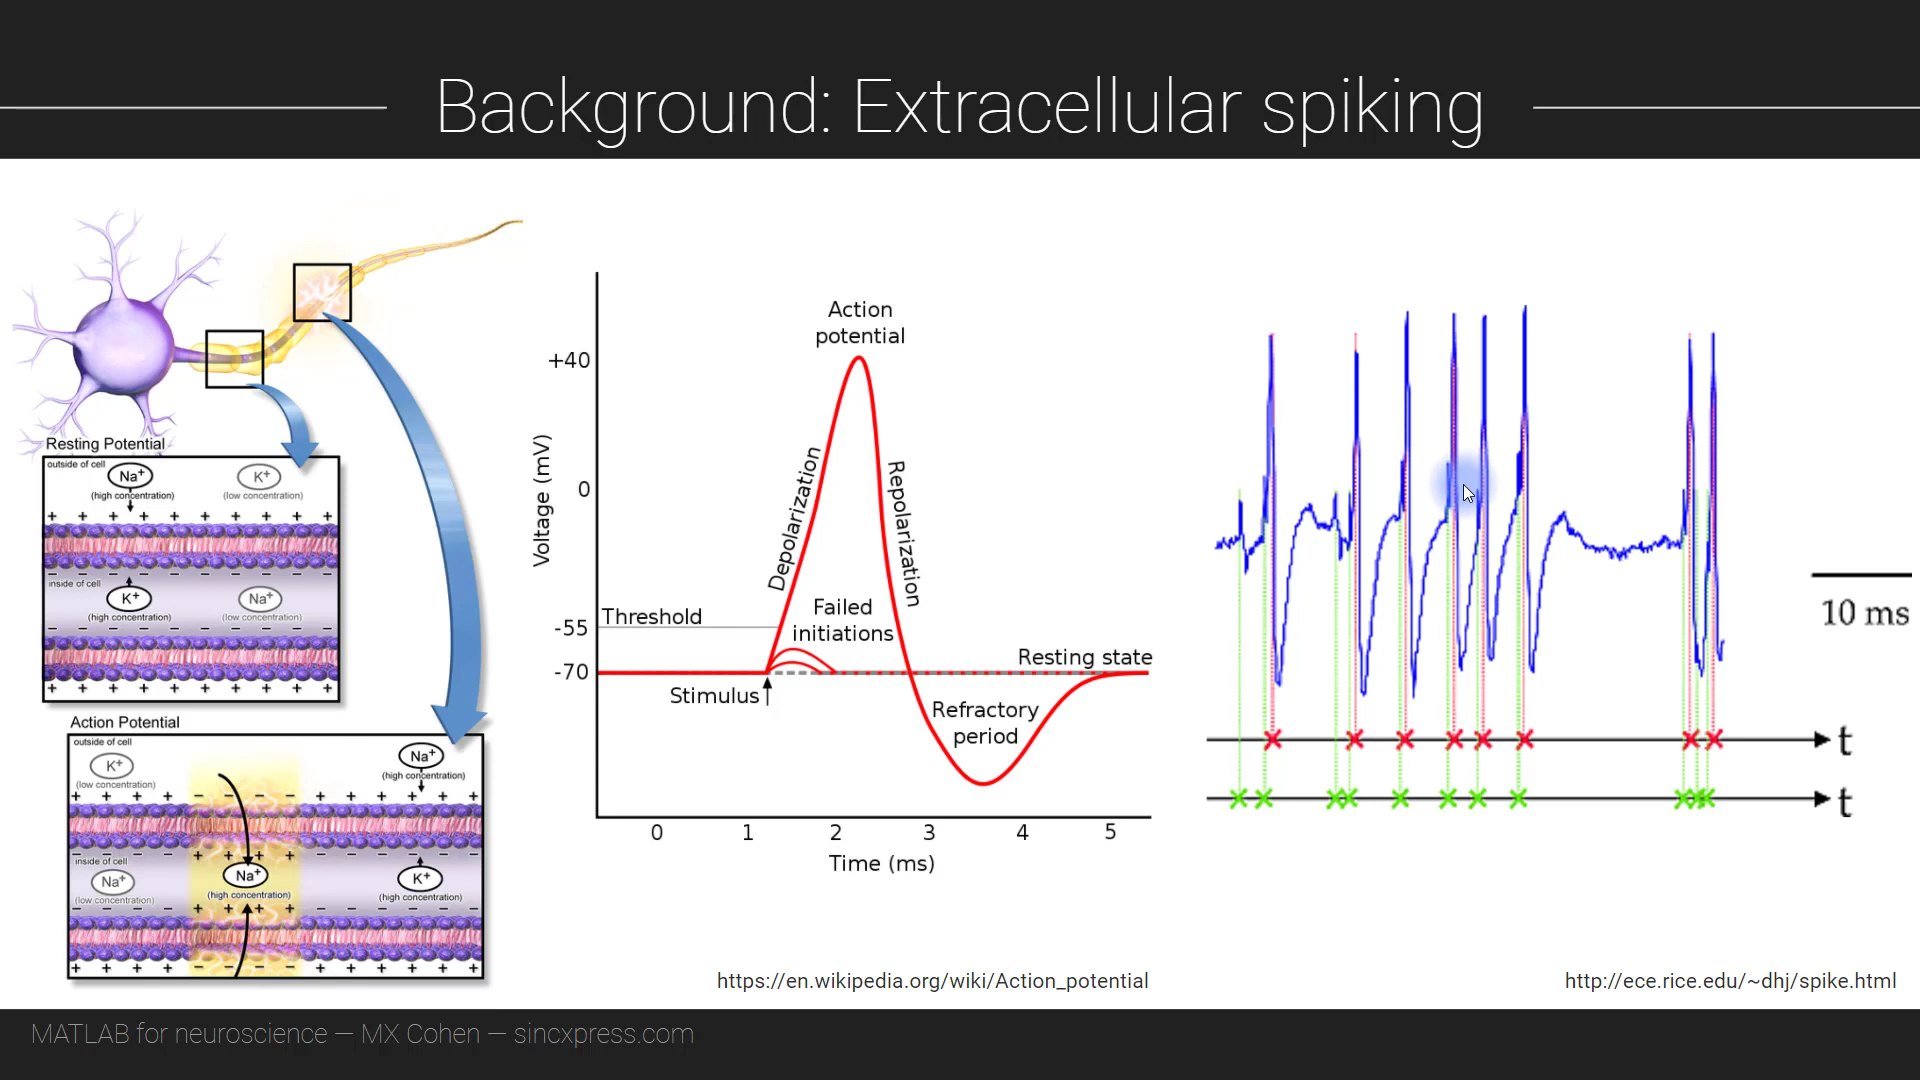 Background: Extracellular spiking
Resting Potential
outside of cell
Na+
(high concentration)
K+
(low concentration)
+ + + + + + + + + +
− − − − − − − − − −
inside of cell
K+
(high concentration)
Na+
(low concentration)
− − − − − − − − − −
+ + + + + + + + + +
Action Potential
outside of cell
K+
(low concentration)
Na+
(high concentration)
+ + + + − − − − + + + + + +
− − − − + + + + − − − − − −
inside of cell
Na+
(low concentration)
Na+
(high concentration)
K+
(high concentration)
− − − − + + + + − − − − − −
+ + + + − − − − + + + + + +
Voltage (mV)
+40
0
-55
-70
Action
potential
Depolarization
Repolarization
Threshold
Failed
initiations
Resting state
Stimulus
Refractory
period
0 1 2 3 4 5
Time (ms)
10 ms
t
t
https://en.wikipedia.org/wiki/Action_potential
http://ece.rice.edu/~dhj/spike.html
MATLAB for neuroscience — MX Cohen — sincxpress.com